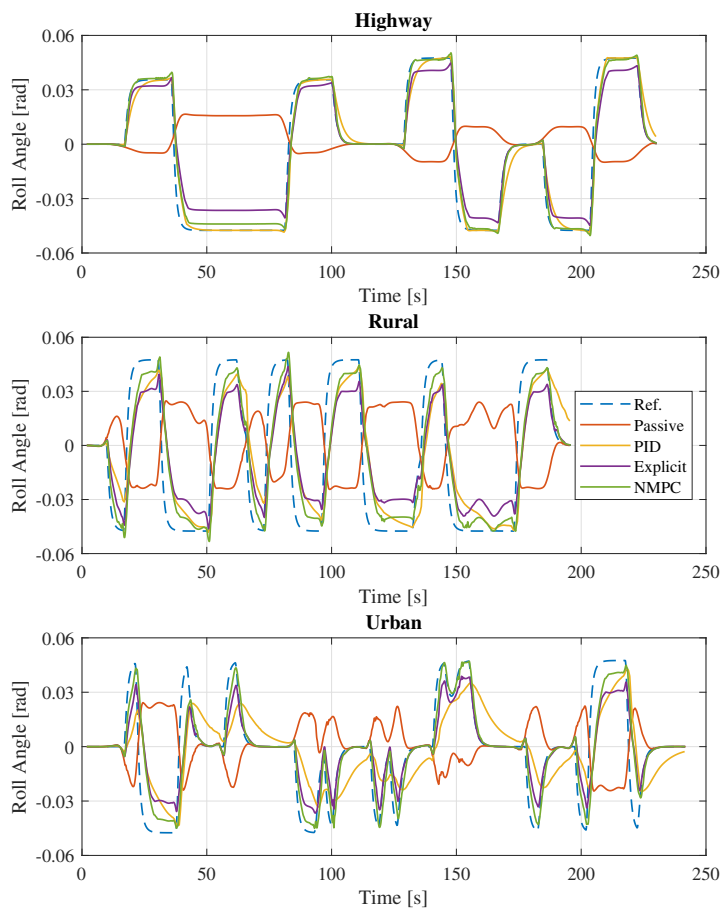 Highway
0.06
0.03
0
-0.03
-0.06
Roll Angle [rad]
0 50 100 150 200 250
Time [s]
Rural
0.06
0.03
0
-0.03
-0.06
Roll Angle [rad]
Ref.
Passive
PID
Explicit
NMPC
0 50 100 150 200 250
Time [s]
Urban
0.06
0.03
0
-0.03
-0.06
Roll Angle [rad]
0 50 100 150 200 250
Time [s]